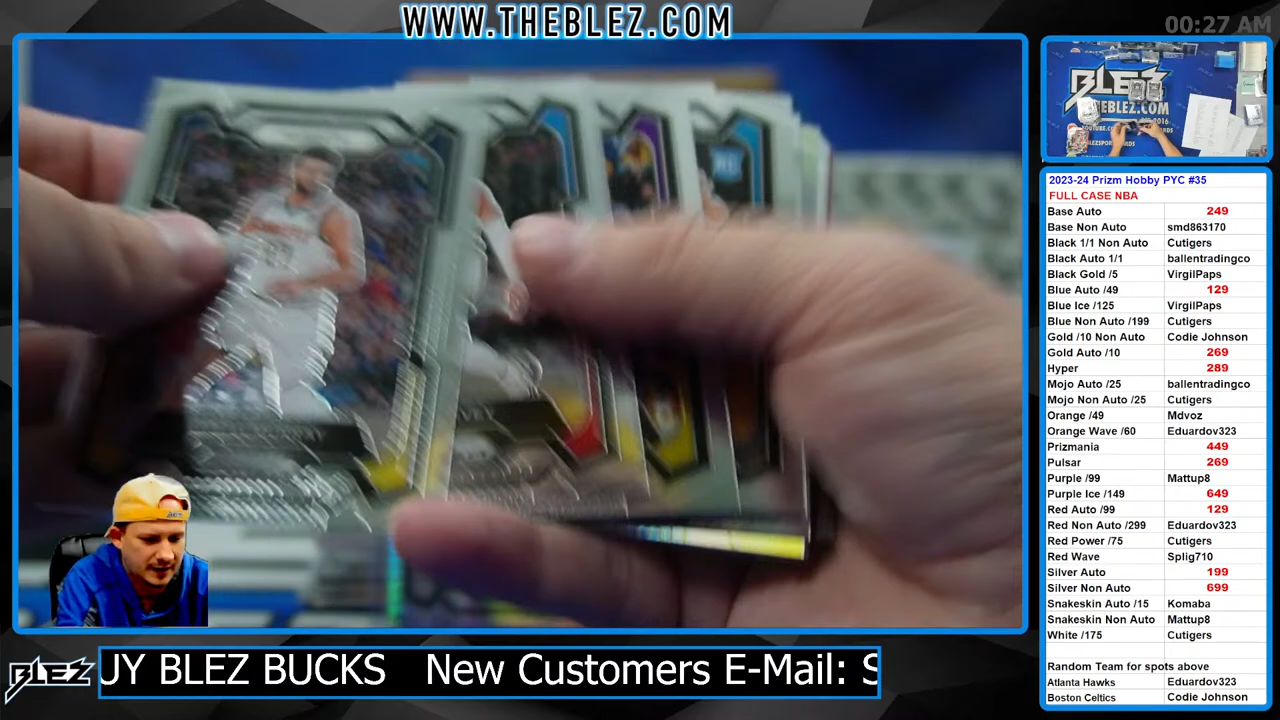 WWW.THEBLEZ.COM
00:27 AM
BLEZ
THEBLEZ.COM
2023-24 Prizm Hobby PYC #35
FULL CASE NBA
Base Auto 249
Base Non Auto smd863170
Black 1/1 Non Auto Cutigers
Black Auto 1/1 ballentradingco
Black Gold /5 VirgilPaps
Blue Auto /49 129
Blue Ice /125 VirgilPaps
Blue Non Auto /199 Cutigers
Gold /10 Non Auto Codie Johnson
Gold Auto /10 269
Hyper 289
Mojo Auto /25 ballentradingco
Mojo Non Auto /25 Cutigers
Orange /49 Mdvoz
Orange Wave /60 Eduardov323
Prizmania 449
Pulsar 269
Purple /99 Mattup8
Purple Ice /149 649
Red Auto /99 129
Red Non Auto /299 Eduardov323
Red Power /75 Cutigers
Red Wave Splig710
Silver Auto 199
Silver Non Auto 699
Snakeskin Auto /15 Komaba
Snakeskin Non Auto Mattup8
White /175 Cutigers
Random Team for spots above
Atlanta Hawks Eduardov323
Boston Celtics Codie Johnson
BLEZ
UY BLEZ BUCKS New Customers E-Mail: S